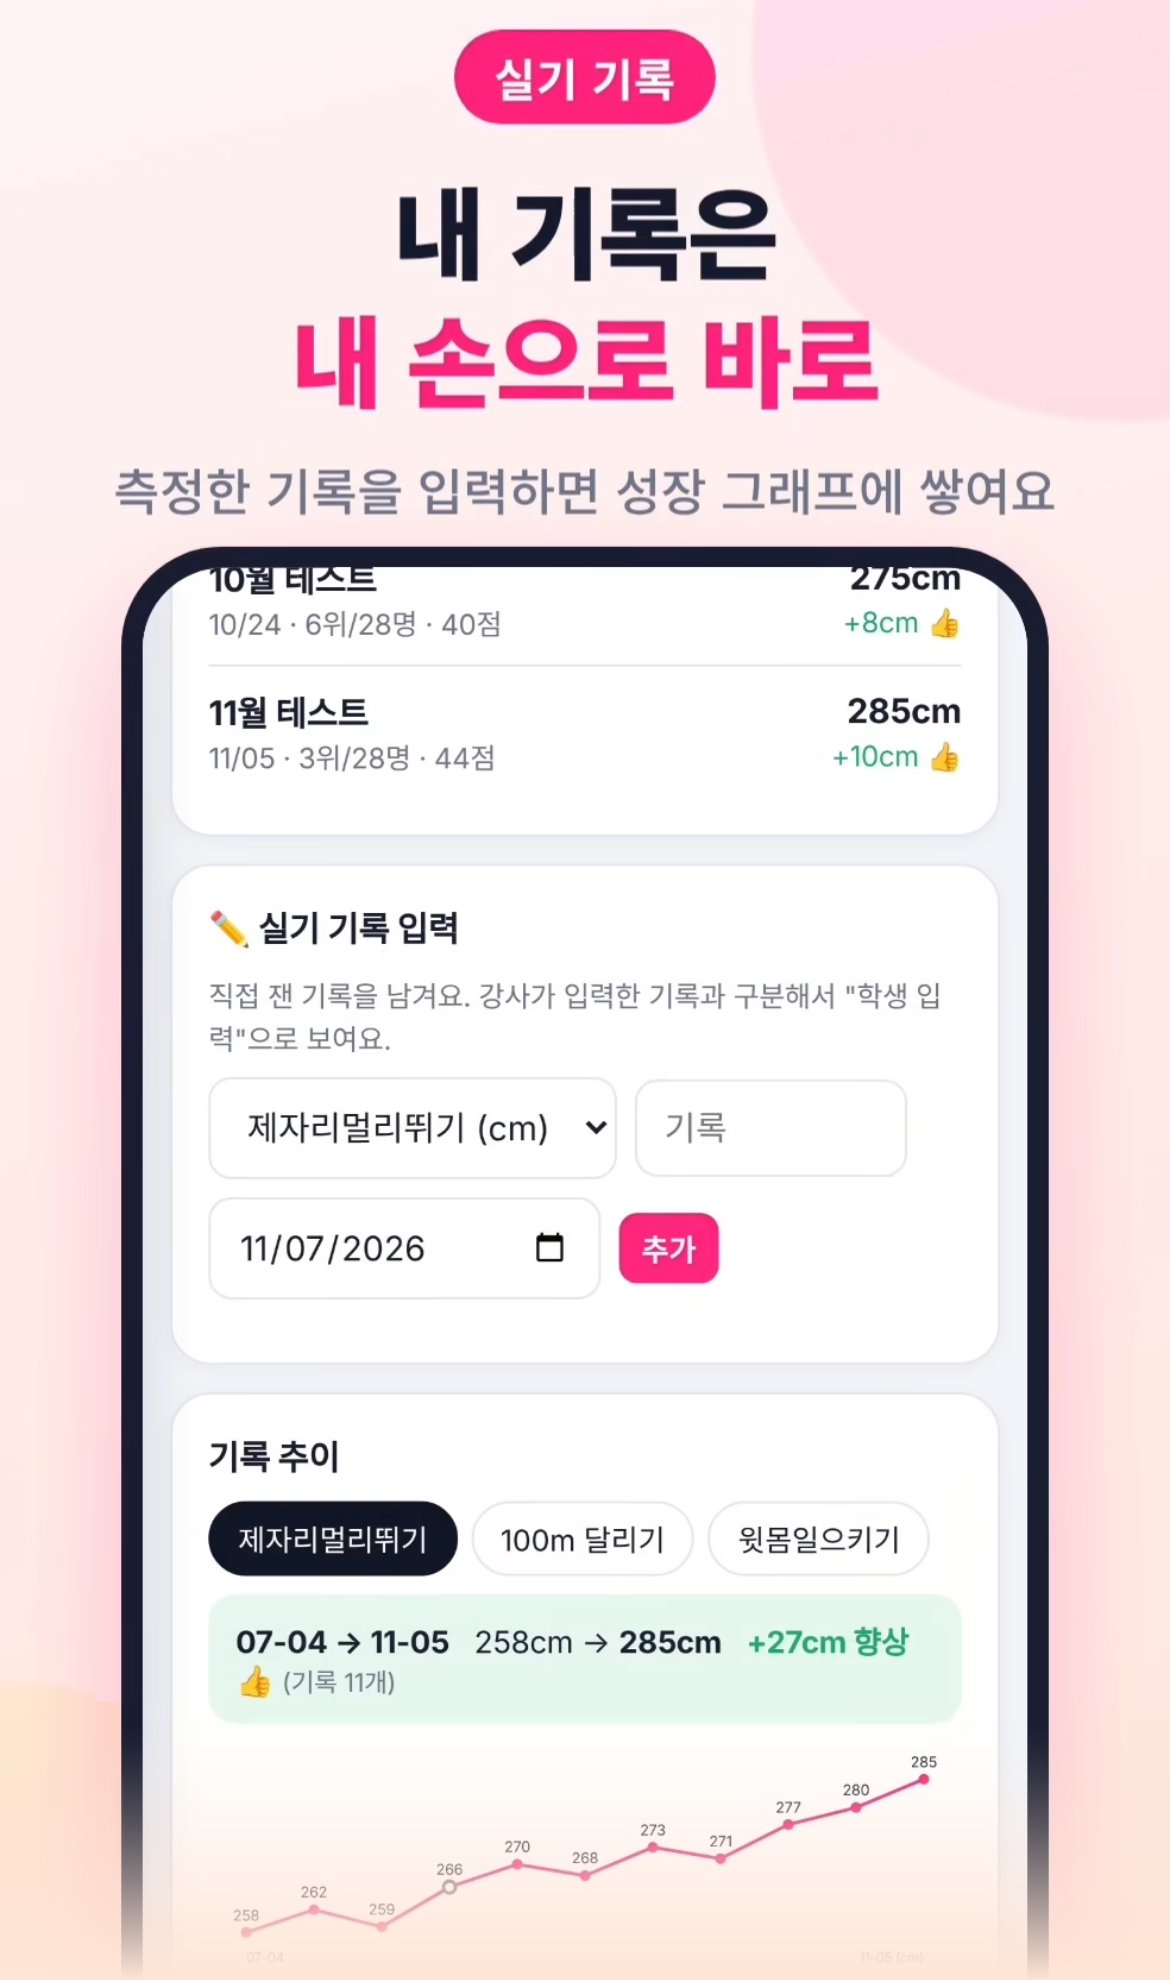 실기 기록
내 기록은
내 손으로 바로
측정한 기록을 입력하면 성장 그래프에 쌓여요
10월 테스트 275cm
10/24 · 6위/28명 · 40점 +8cm 👍
11월 테스트 285cm
11/05 · 3위/28명 · 44점 +10cm 👍
✏️ 실기 기록 입력
직접 잰 기록을 남겨요. 강사가 입력한 기록과 구분해서 "학생 입
력"으로 보여요.
제자리멀리뛰기 (cm) 기록
11/07/2026 추가
기록 추이
제자리멀리뛰기 100m 달리기 윗몸일으키기
07-04 → 11-05 258cm → 285cm +27cm 향상
👍 (기록 11개)
258 262 259 266 270 268 273 271 277 280 285
07-04 11-05 (cm)